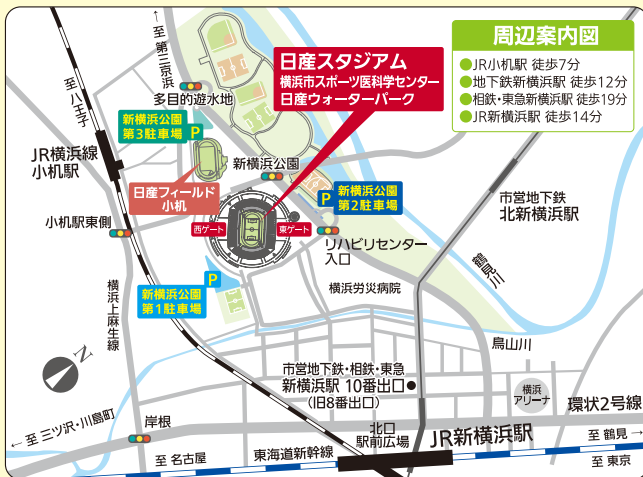 周辺案内図
●JR小机駅 徒歩7分
●地下鉄新横浜駅 徒歩12分
●相鉄・東急新横浜駅 徒歩19分
●JR新横浜駅 徒歩14分
日産スタジアム
横浜市スポーツ医科学センター
日産ウォーターパーク
← 至 第三京浜
← 至 八王子
多目的遊水地
新横浜公園
第3駐車場
P
JR横浜線
小机駅
新横浜公園
日産フィールド
小机
P
新横浜公園
第2駐車場
市営地下鉄
北新横浜駅
小机駅東側
西ゲート
東ゲート
リハビリセンター
入口
鶴見川
P
新横浜公園
第1駐車場
横浜労災病院
横浜上麻生線
鳥山川
N
市営地下鉄・相鉄・東急
新横浜駅 10番出口●
(旧8番出口)
横浜
アリーナ
環状2号線
← 至 三ツ沢・川島町
岸根
北口
駅前広場
JR新横浜駅
至 鶴見 →
← 至 名古屋
東海道新幹線
至 東京 →